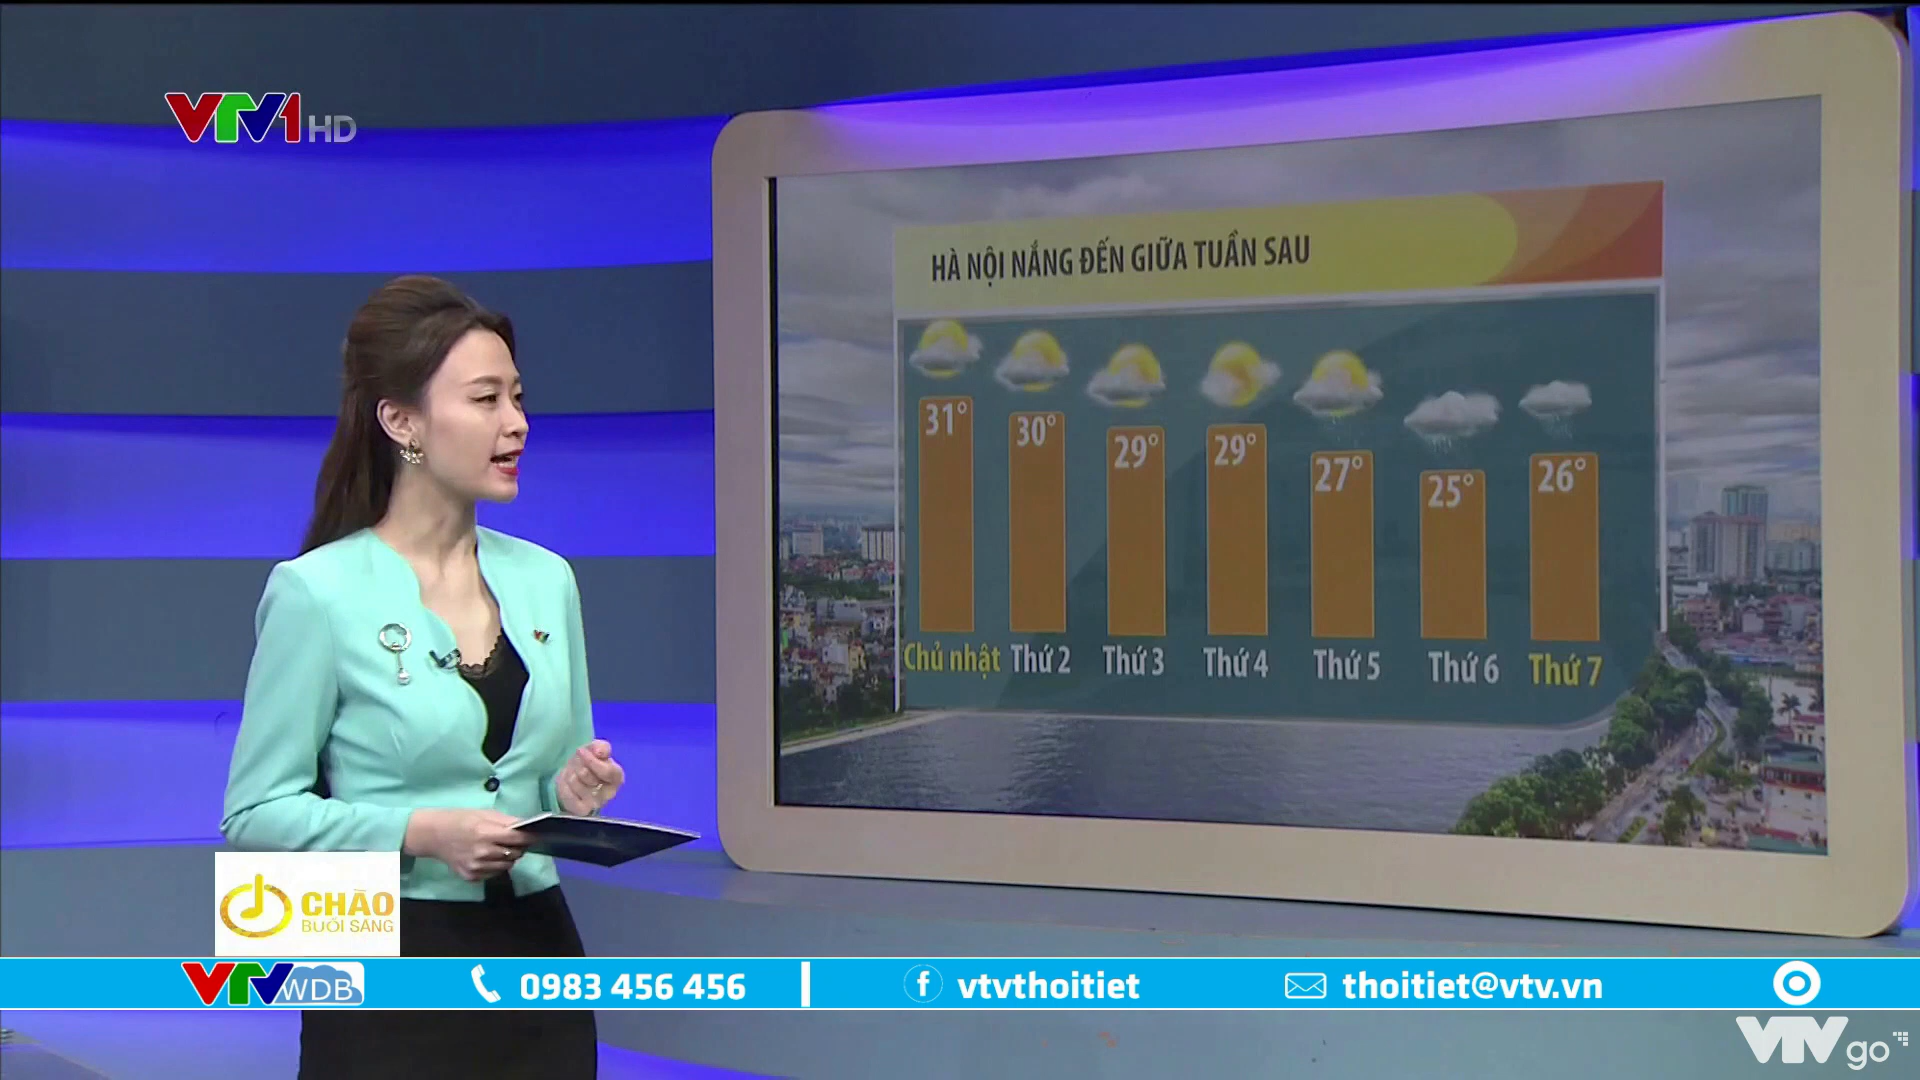 VTV1 HD
HÀ NỘI NẮNG ĐẾN GIỮA TUẦN SAU
31° 30° 29° 29° 27° 25° 26°
Chủ nhật Thứ 2 Thứ 3 Thứ 4 Thứ 5 Thứ 6 Thứ 7
CHÀO
BUỔI SÁNG
VTV WDB 0983 456 456 f vtvthoitiet thoitiet@vtv.vn
VTV go